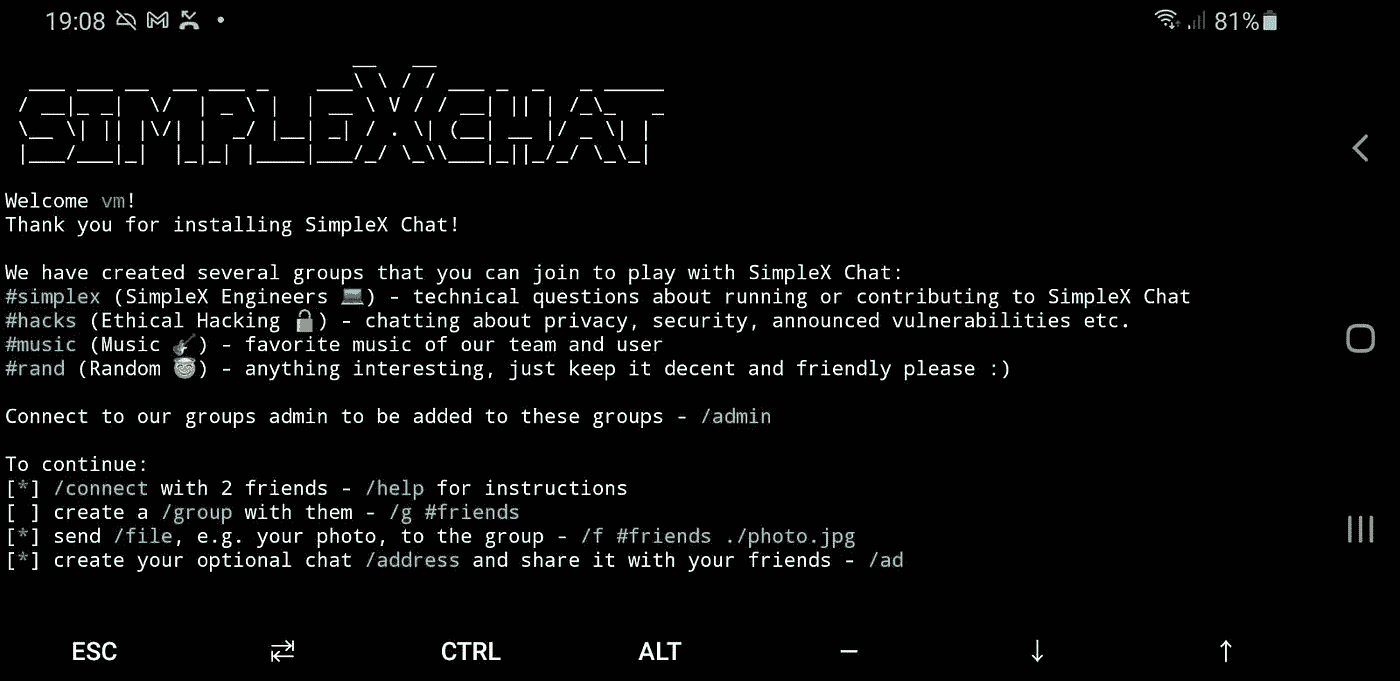 19:08 81%
SIMPLEXCHAT
Welcome vm!
Thank you for installing SimpleX Chat!
We have created several groups that you can join to play with SimpleX Chat:
#simplex (SimpleX Engineers 💻) - technical questions about running or contributing to SimpleX Chat
#hacks (Ethical Hacking 🔓) - chatting about privacy, security, announced vulnerabilities etc.
#music (Music 🎸) - favorite music of our team and user
#rand (Random 😇) - anything interesting, just keep it decent and friendly please :)
Connect to our groups admin to be added to these groups - /admin
To continue:
[*] /connect with 2 friends - /help for instructions
[ ] create a /group with them - /g #friends
[*] send /file, e.g. your photo, to the group - /f #friends ./photo.jpg
[*] create your optional chat /address and share it with your friends - /ad
ESC ⇄ CTRL ALT — ↓ ↑